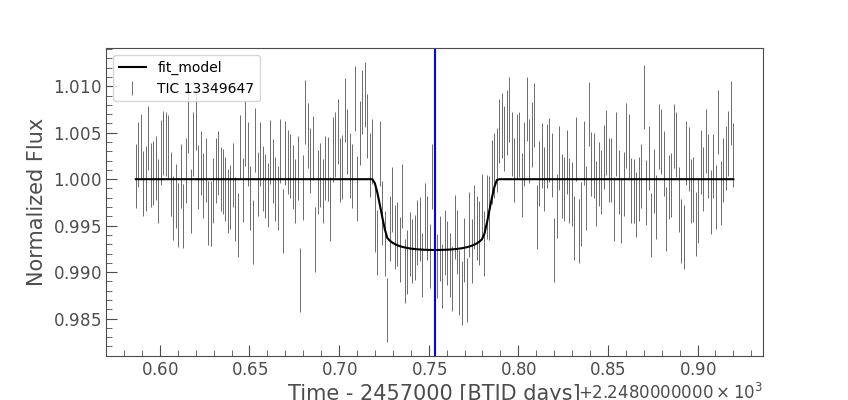 fit_model
TIC 13349647
1.010
1.005
1.000
0.995
0.990
0.985
Normalized Flux
0.60 0.65 0.70 0.75 0.80 0.85 0.90
Time - 2457000 [BTJD days]
+2.2480000000 × 10³